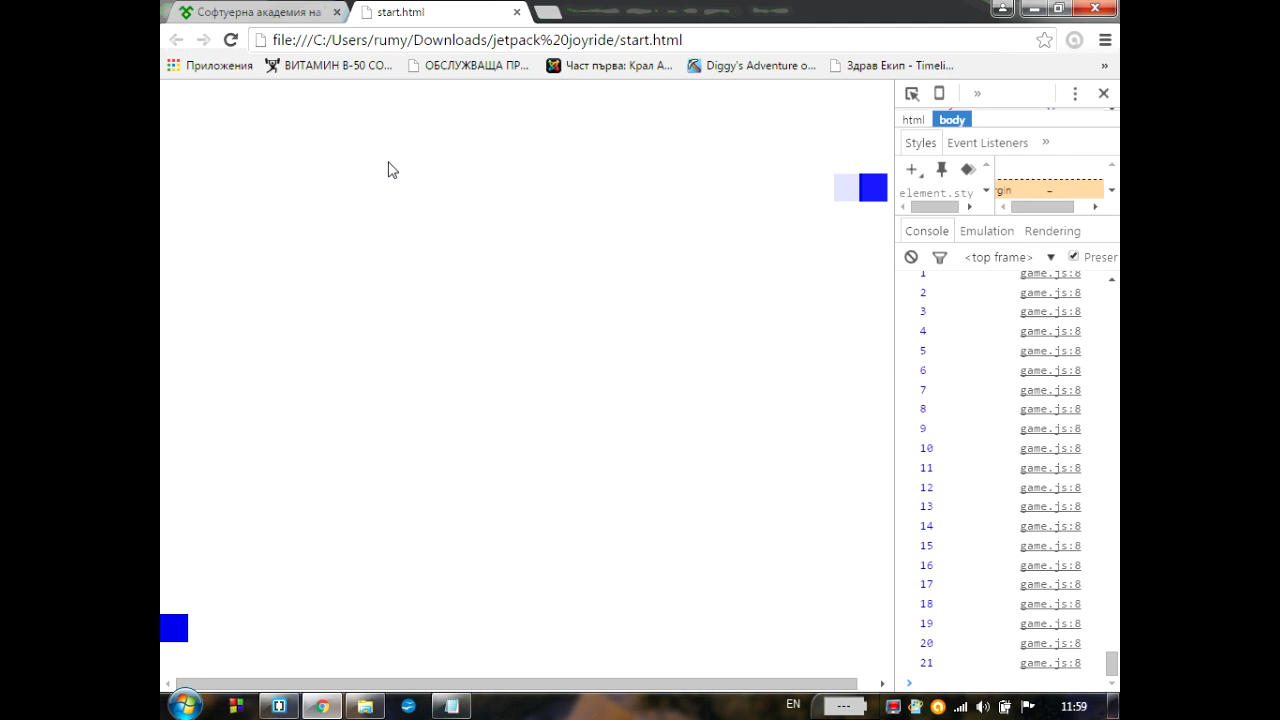 Софтуерна академия на
start.html
file:///C:/Users/rumy/Downloads/jetpack%20joyride/start.html
Приложения
ВИТАМИН B-50 CO...
ОБСЛУЖВАЩА ПР...
Част първа: Крал А...
Diggy's Adventure o...
Здрав Екип - Timeli...
»
»
html
body
Styles
Event Listeners
»
element.sty
rgin
–
Console
Emulation
Rendering
<top frame>
Preser
1 game.js:8
2 game.js:8
3 game.js:8
4 game.js:8
5 game.js:8
6 game.js:8
7 game.js:8
8 game.js:8
9 game.js:8
10 game.js:8
11 game.js:8
12 game.js:8
13 game.js:8
14 game.js:8
15 game.js:8
16 game.js:8
17 game.js:8
18 game.js:8
19 game.js:8
20 game.js:8
21 game.js:8
EN
---
11:59